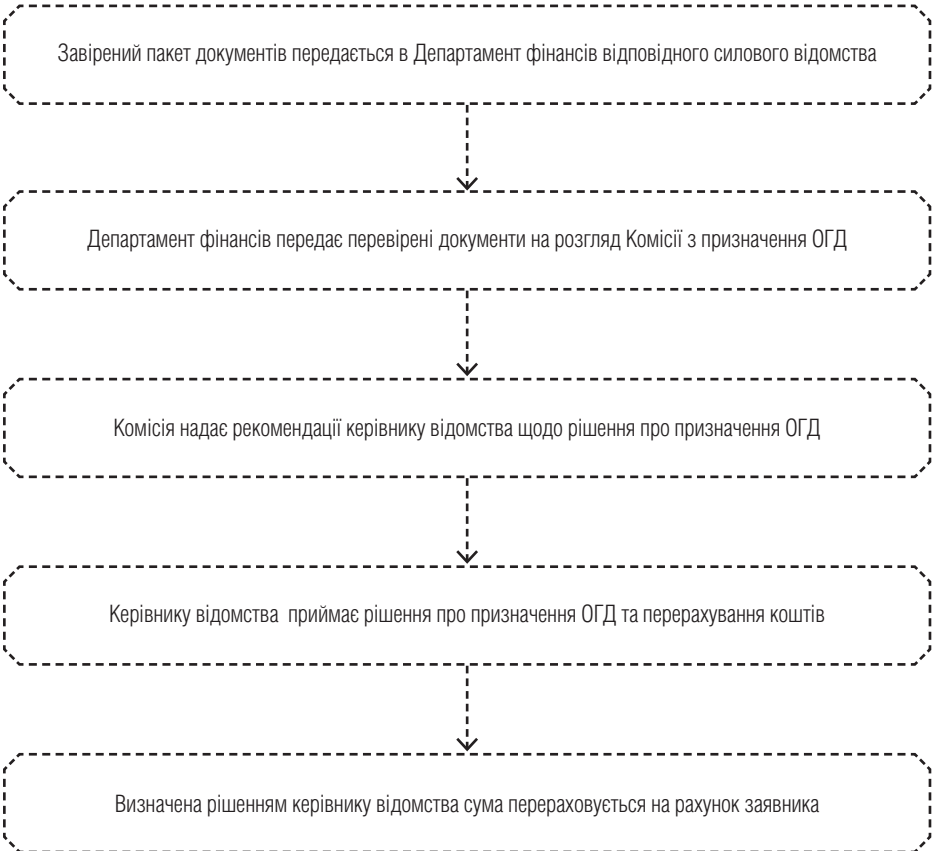 Завірений пакет документів передається в Департамент фінансів відповідного силового відомства
Департамент фінансів передає перевірені документи на розгляд Комісії з призначення ОГД
Комісія надає рекомендації керівнику відомства щодо рішення про призначення ОГД
Керівнику відомства  приймає рішення про призначення ОГД та перерахування коштів
Визначена рішенням керівнику відомства сума перераховується на рахунок заявника